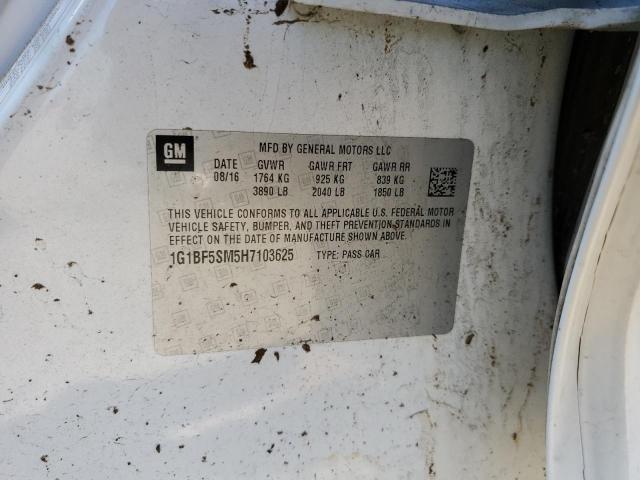 GM
MFD BY GENERAL MOTORS LLC
DATE GVWR GAWR FRT GAWR RR
08/16 1764 KG 925 KG 839 KG
3890 LB 2040 LB 1850 LB
THIS VEHICLE CONFORMS TO ALL APPLICABLE U.S. FEDERAL MOTOR
VEHICLE SAFETY, BUMPER, AND THEFT PREVENTION STANDARDS IN
EFFECT ON THE DATE OF MANUFACTURE SHOWN ABOVE.
1G1BF5SM5H7103625 TYPE: PASS CAR